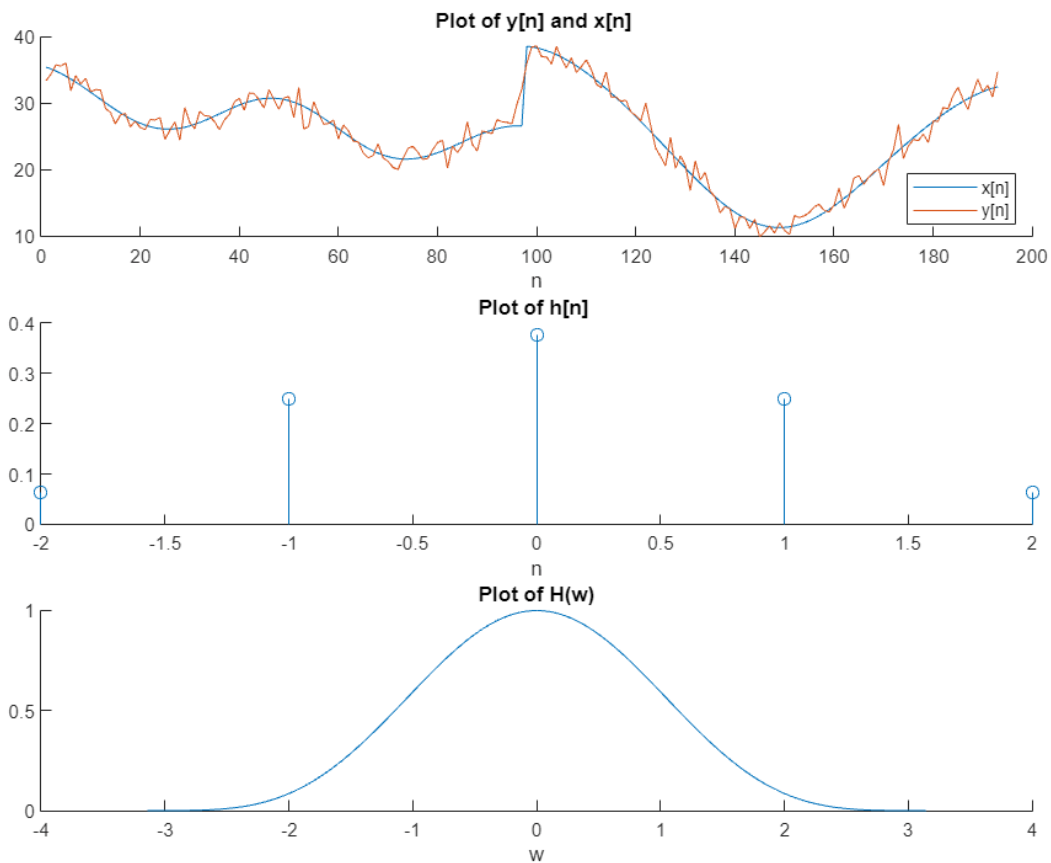 Plot of y[n] and x[n]
40
30
20
10
0 20 40 60 80 100 120 140 160 180 200
n
x[n]
y[n]
Plot of h[n]
0.4
0.3
0.2
0.1
0
-2 -1.5 -1 -0.5 0 0.5 1 1.5 2
n
Plot of H(w)
1
0.5
0
-4 -3 -2 -1 0 1 2 3 4
w